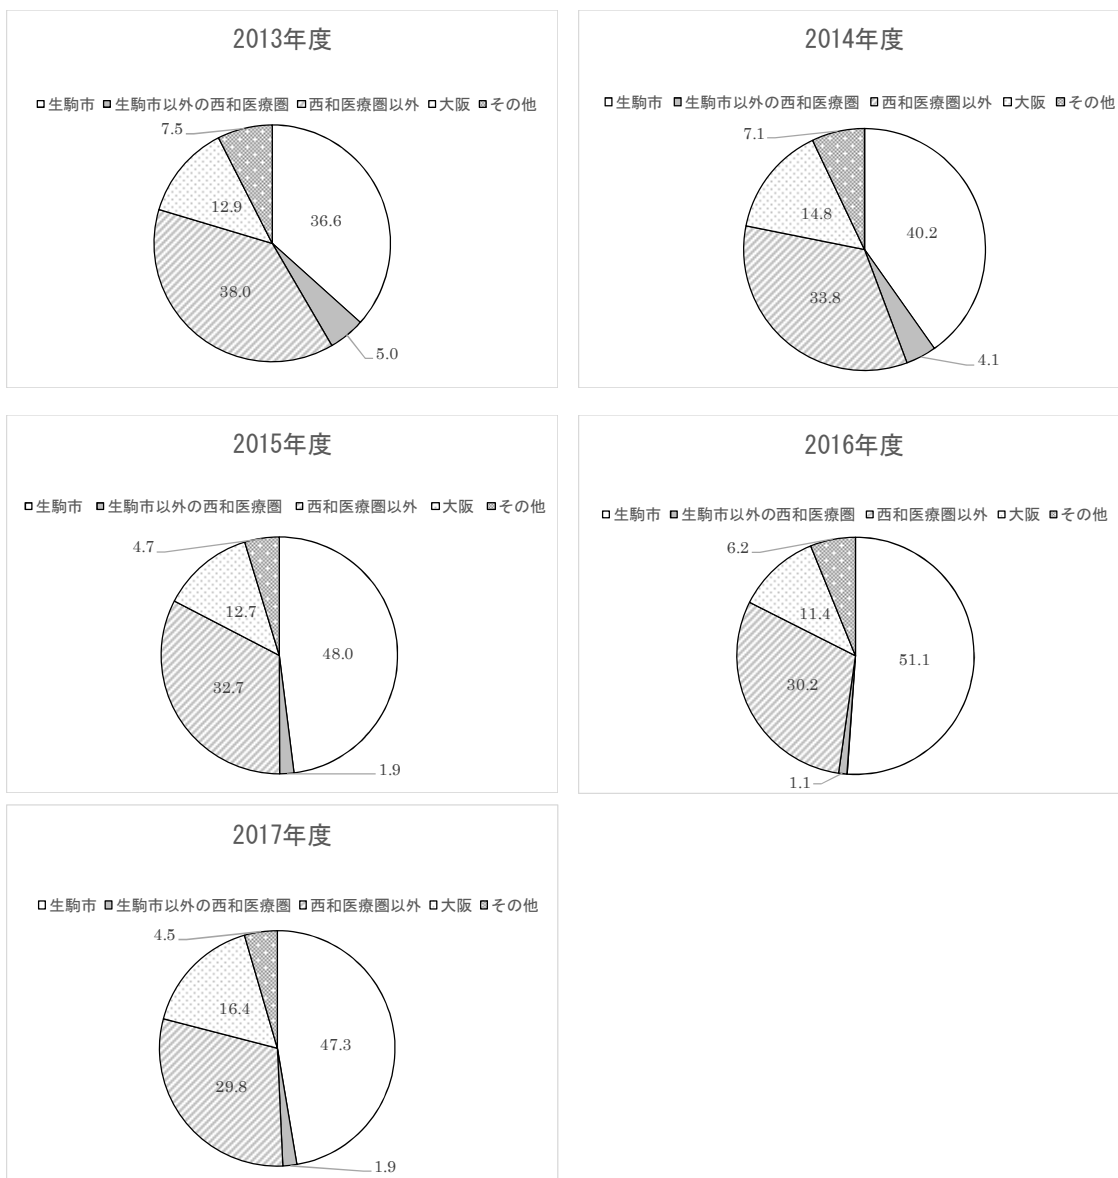 2013年度
生駒市 生駒市以外の西和医療圏 西和医療圏以外 大阪 その他
7.5
12.9
36.6
38.0
5.0
2014年度
生駒市 生駒市以外の西和医療圏 西和医療圏以外 大阪 その他
7.1
14.8
40.2
33.8
4.1
2015年度
生駒市 生駒市以外の西和医療圏 西和医療圏以外 大阪 その他
4.7
12.7
48.0
32.7
1.9
2016年度
生駒市 生駒市以外の西和医療圏 西和医療圏以外 大阪 その他
6.2
11.4
51.1
30.2
1.1
2017年度
生駒市 生駒市以外の西和医療圏 西和医療圏以外 大阪 その他
4.5
16.4
47.3
29.8
1.9